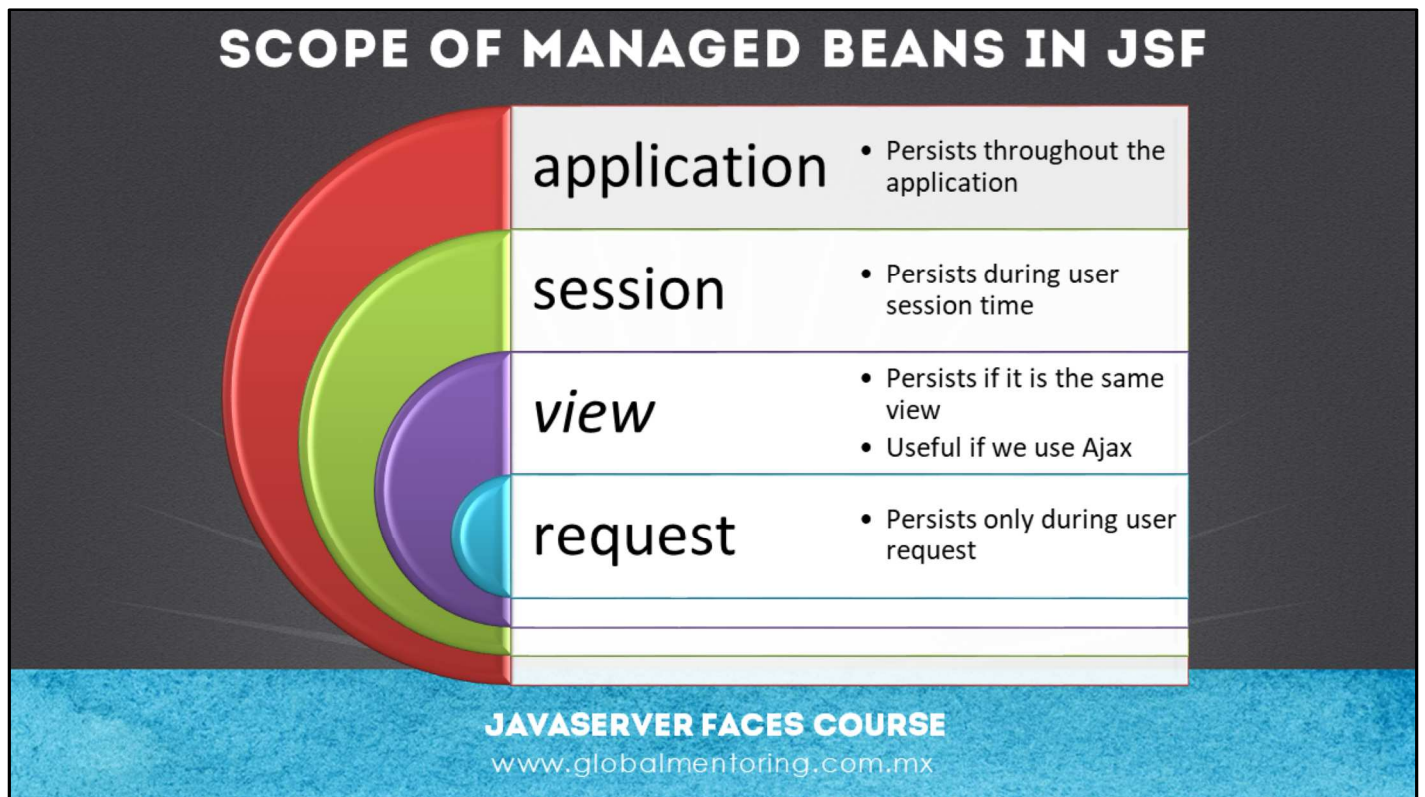 SCOPE OF MANAGED BEANS IN JSF
application
• Persists throughout the
application
session
• Persists during user
session time
view
• Persists if it is the same
view
• Useful if we use Ajax
request
• Persists only during user
request
JAVASERVER FACES COURSE
www.globalmentoring.com.mx